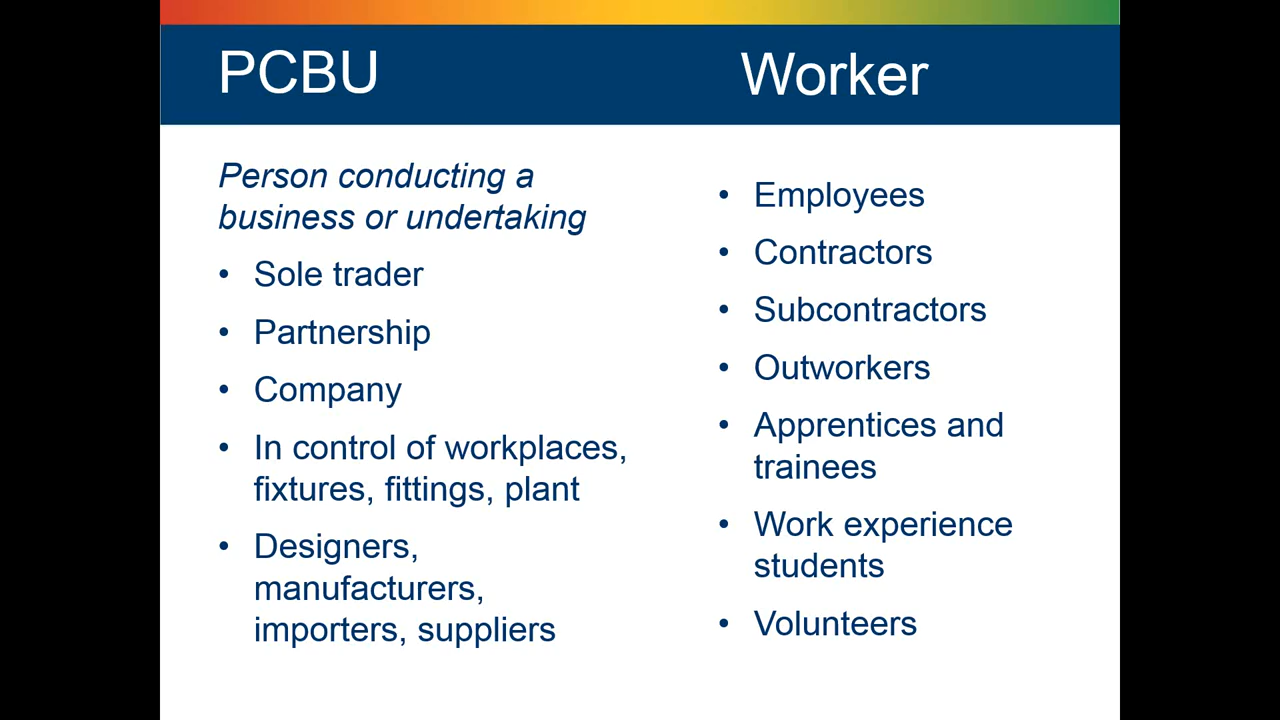 PCBU
Person conducting a
business or undertaking
• Sole trader
• Partnership
• Company
• In control of workplaces,
fixtures, fittings, plant
• Designers,
manufacturers,
importers, suppliers
Worker
• Employees
• Contractors
• Subcontractors
• Outworkers
• Apprentices and
trainees
• Work experience
students
• Volunteers